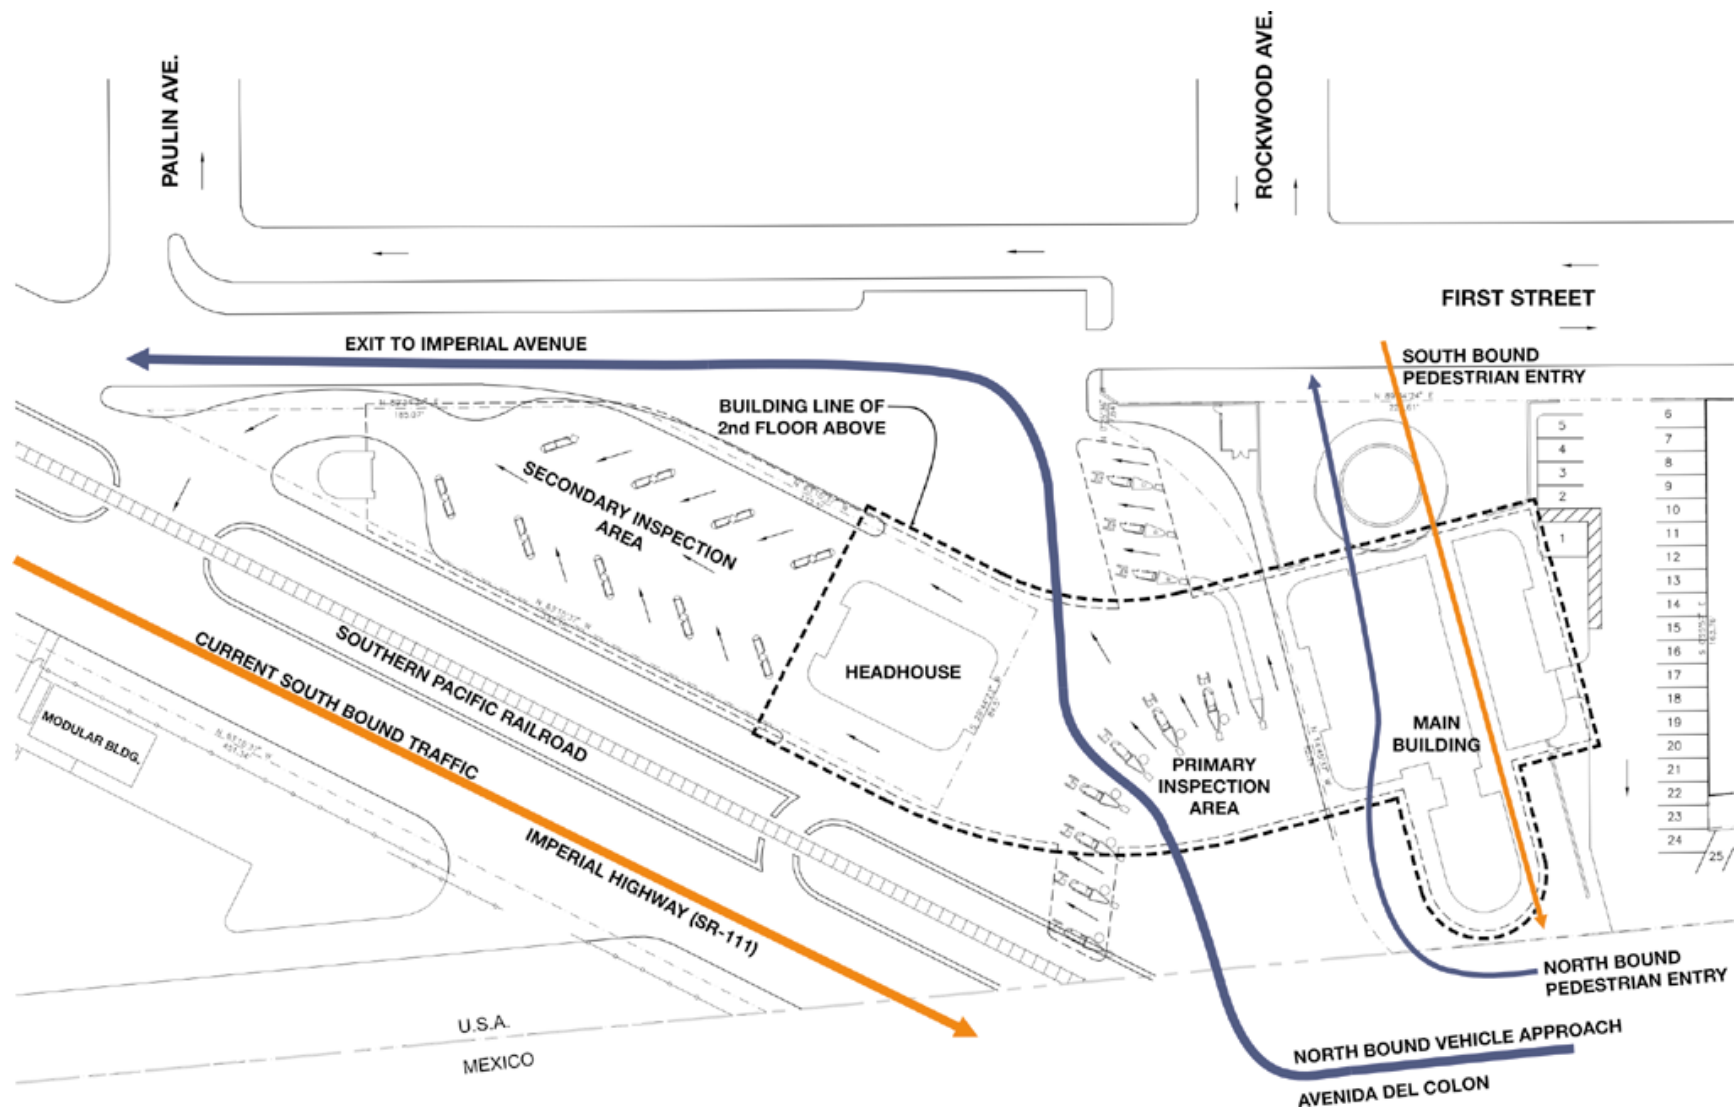 PAULIN AVE.
ROCKWOOD AVE.
FIRST STREET
EXIT TO IMPERIAL AVENUE
SOUTH BOUND
PEDESTRIAN ENTRY
BUILDING LINE OF
2nd FLOOR ABOVE
SECONDARY INSPECTION
AREA
HEADHOUSE
MAIN
BUILDING
PRIMARY
INSPECTION
AREA
SOUTHERN PACIFIC RAILROAD
CURRENT SOUTH BOUND TRAFFIC
MODULAR BLDG.
IMPERIAL HIGHWAY (SR-111)
5
4
3
2
1
6
7
8
9
10
11
12
13
14
15
16
17
18
19
20
21
22
23
24
25
NORTH BOUND
PEDESTRIAN ENTRY
U.S.A.
MEXICO
NORTH BOUND VEHICLE APPROACH
AVENIDA DEL COLON